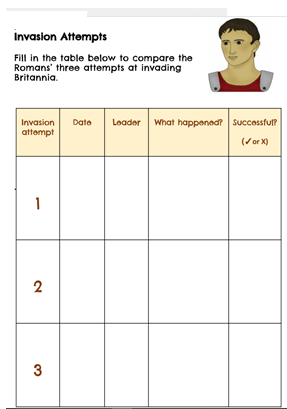 Invasion Attempts
Fill in the table below to compare the
Romans' three attempts at invading
Britannia.
Invasion attempt Date Leader What happened? Successful? (✓ or X)
1
2
3